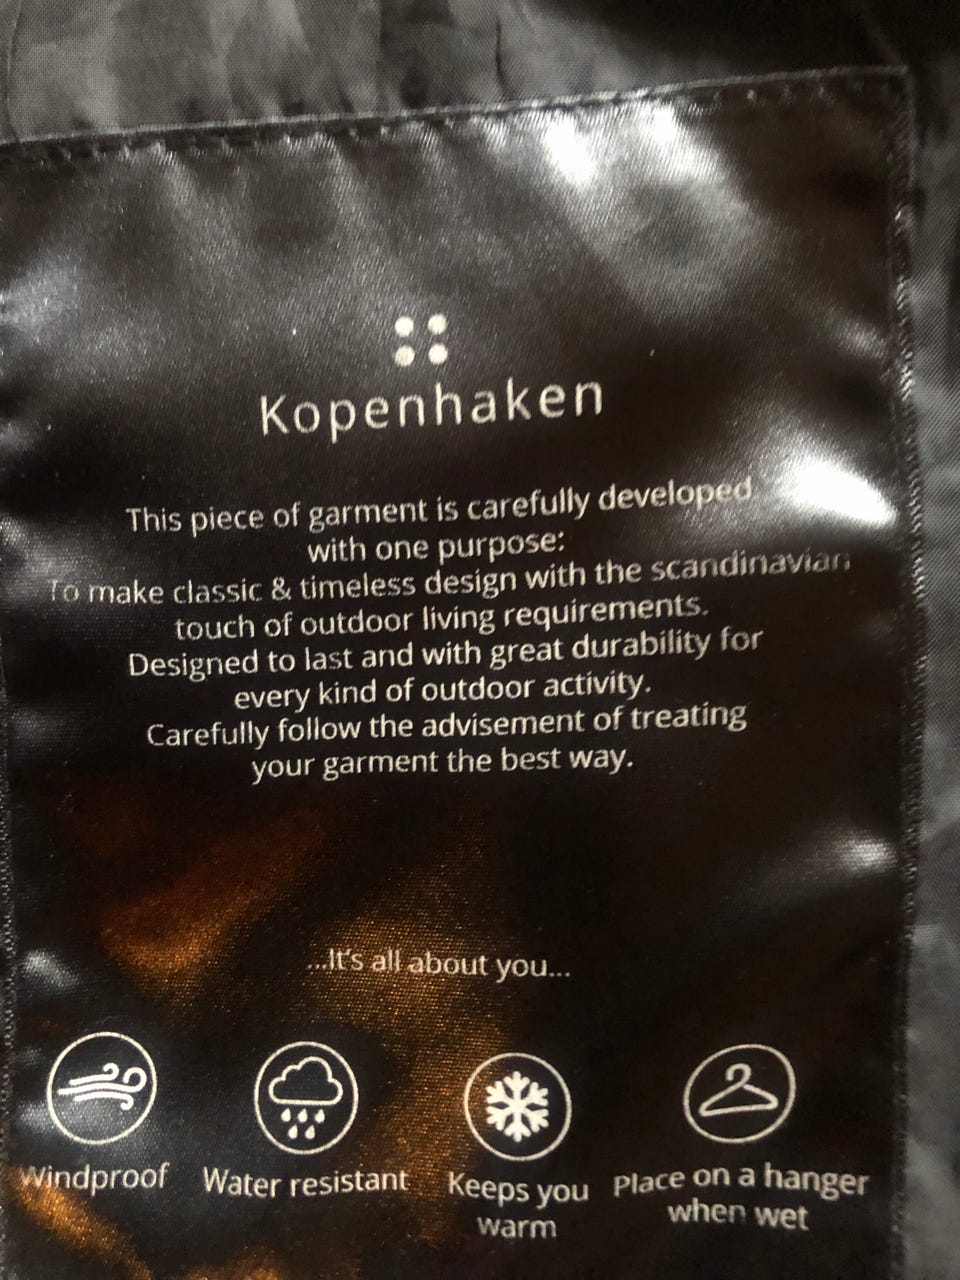 Kopenhaken
This piece of garment is carefully developed
with one purpose:
To make classic & timeless design with the scandinavian
touch of outdoor living requirements.
Designed to last and with great durability for
every kind of outdoor activity.
Carefully follow the advisement of treating
your garment the best way.
...It's all about you...
Windproof
Water resistant
Keeps you
warm
Place on a hanger
when wet